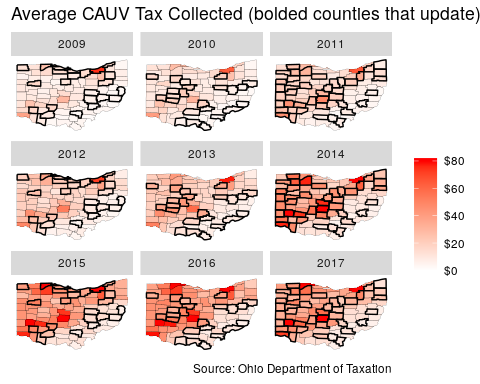 Average CAUV Tax Collected (bolded counties that update)
2009 2010 2011
2012 2013 2014
2015 2016 2017
$80
$60
$40
$20
$0
Source: Ohio Department of Taxation